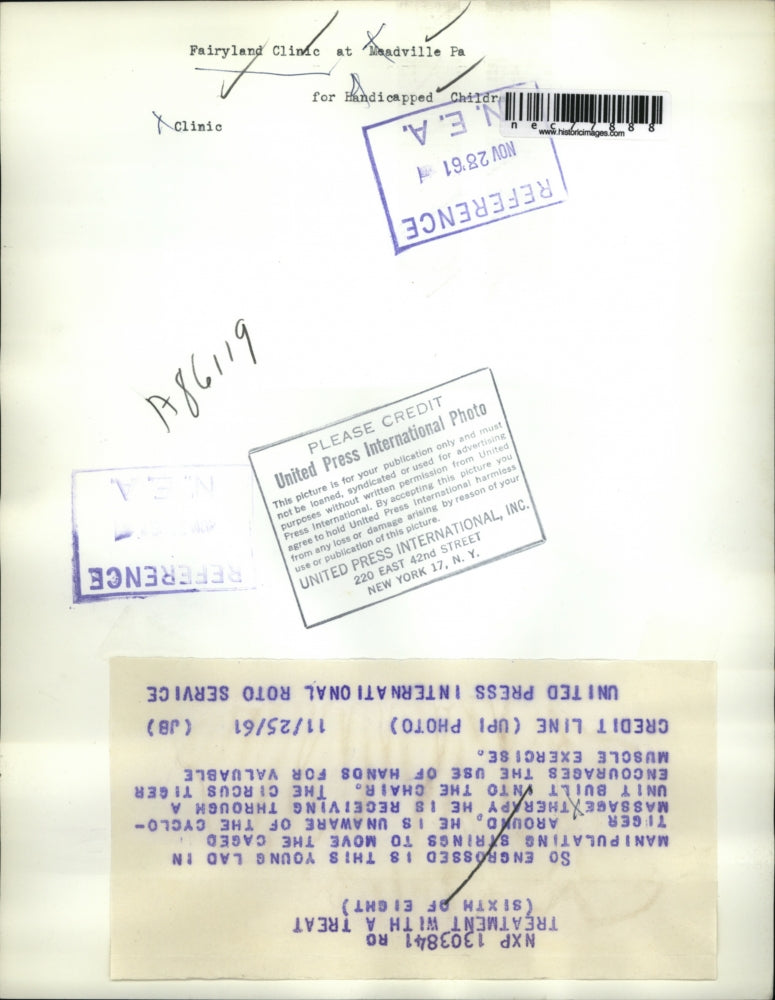 Fairyland Clinic at Meadville Pa
for Handicapped Childr
Clinic
nec77888
www.historicimages.com
N.E.A.
NOV 28 '61
REFERENCE
A86119
PLEASE CREDIT
United Press International Photo
This picture is for your publication only and must
not be loaned, syndicated or used for advertising
purposes without written permission from United
Press International. By accepting this picture you
agree to hold United Press International harmless
from any loss or damage arising by reason of your
use or publication of this picture.
UNITED PRESS INTERNATIONAL, INC.
220 EAST 42nd STREET
NEW YORK 17, N. Y.
N.E.A.
REFERENCE
NXP 1303841 RO
TREATMENT WITH A TREAT
(SIXTH OF EIGHT)
SO ENGROSSED IS THIS YOUNG LAD IN
MANIPULATING STRINGS TO MOVE THE CAGED
TIGER AROUND, HE IS UNAWARE OF THE CYCLO-
MASSAGE THERAPY HE IS RECEIVING THROUGH A
UNIT BUILT INTO THE CHAIR. THE CIRCUS TIGER
ENCOURAGES THE USE OF HANDS FOR VALUABLE
MUSCLE EXERCISE.
CREDIT LINE (UPI PHOTO) 11/25/61 (JB)
UNITED PRESS INTERNATIONAL ROTO SERVICE